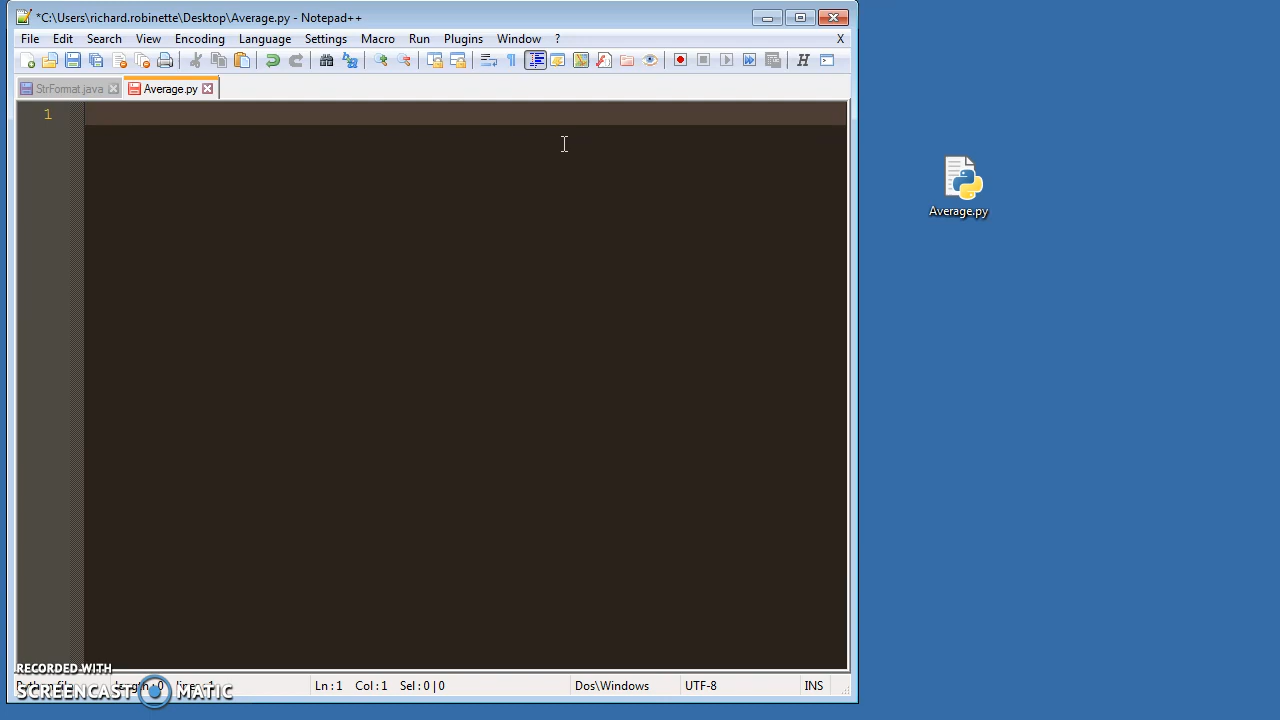 *C:\Users\richard.robinette\Desktop\Average.py - Notepad++
File Edit Search View Encoding Language Settings Macro Run Plugins Window ? X
StrFormat.java Average.py
1
Average.py
RECORDED WITH
SCREENCAST MATIC
Ln : 1 Col : 1 Sel : 0 | 0 Dos\Windows UTF-8 INS